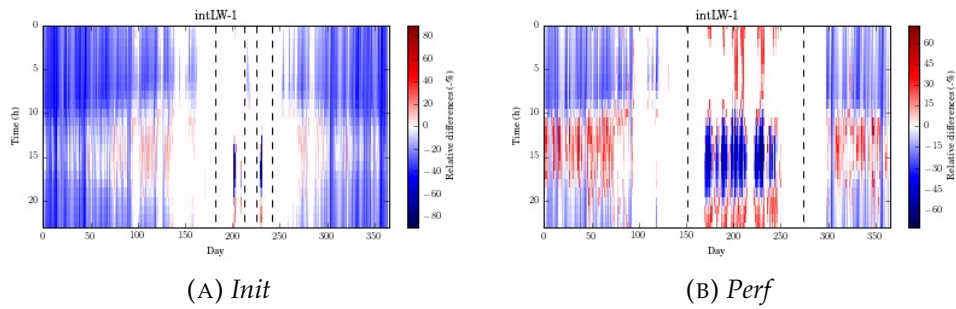 intLW-1
0
5
10
15
20
Time (h)
0 50 100 150 200 250 300 350
Day
80
60
40
20
0
−20
−40
−60
−80
Relative differences (-%)
(A) Init
intLW-1
0
5
10
15
20
Time (h)
0 50 100 150 200 250 300 350
Day
60
45
30
15
0
−15
−30
−45
−60
Relative differences (-%)
(B) Perf